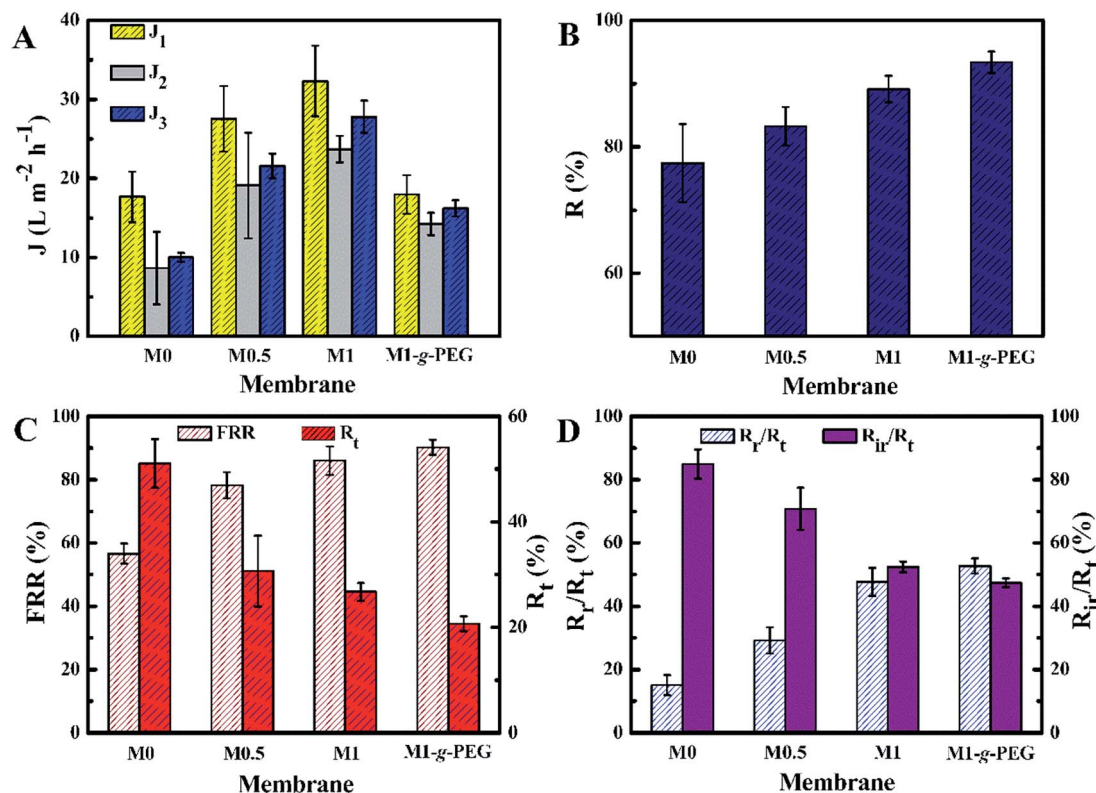 A
J₁
J₂
J₃
40
30
20
10
0
J (L m⁻² h⁻¹)
M0 M0.5 M1 M1-g-PEG
Membrane
B
100
80
60
R (%)
M0 M0.5 M1 M1-g-PEG
Membrane
C
FRR Rₜ
100
80
60
40
20
0
FRR (%)
60
40
20
0
Rₜ (%)
M0 M0.5 M1 M1-g-PEG
Membrane
D
Rᵣ/Rₜ Rᵢᵣ/Rₜ
100
80
60
40
20
0
Rᵣ/Rₜ (%)
100
80
60
40
20
0
Rᵢᵣ/Rₜ (%)
M0 M0.5 M1 M1-g-PEG
Membrane